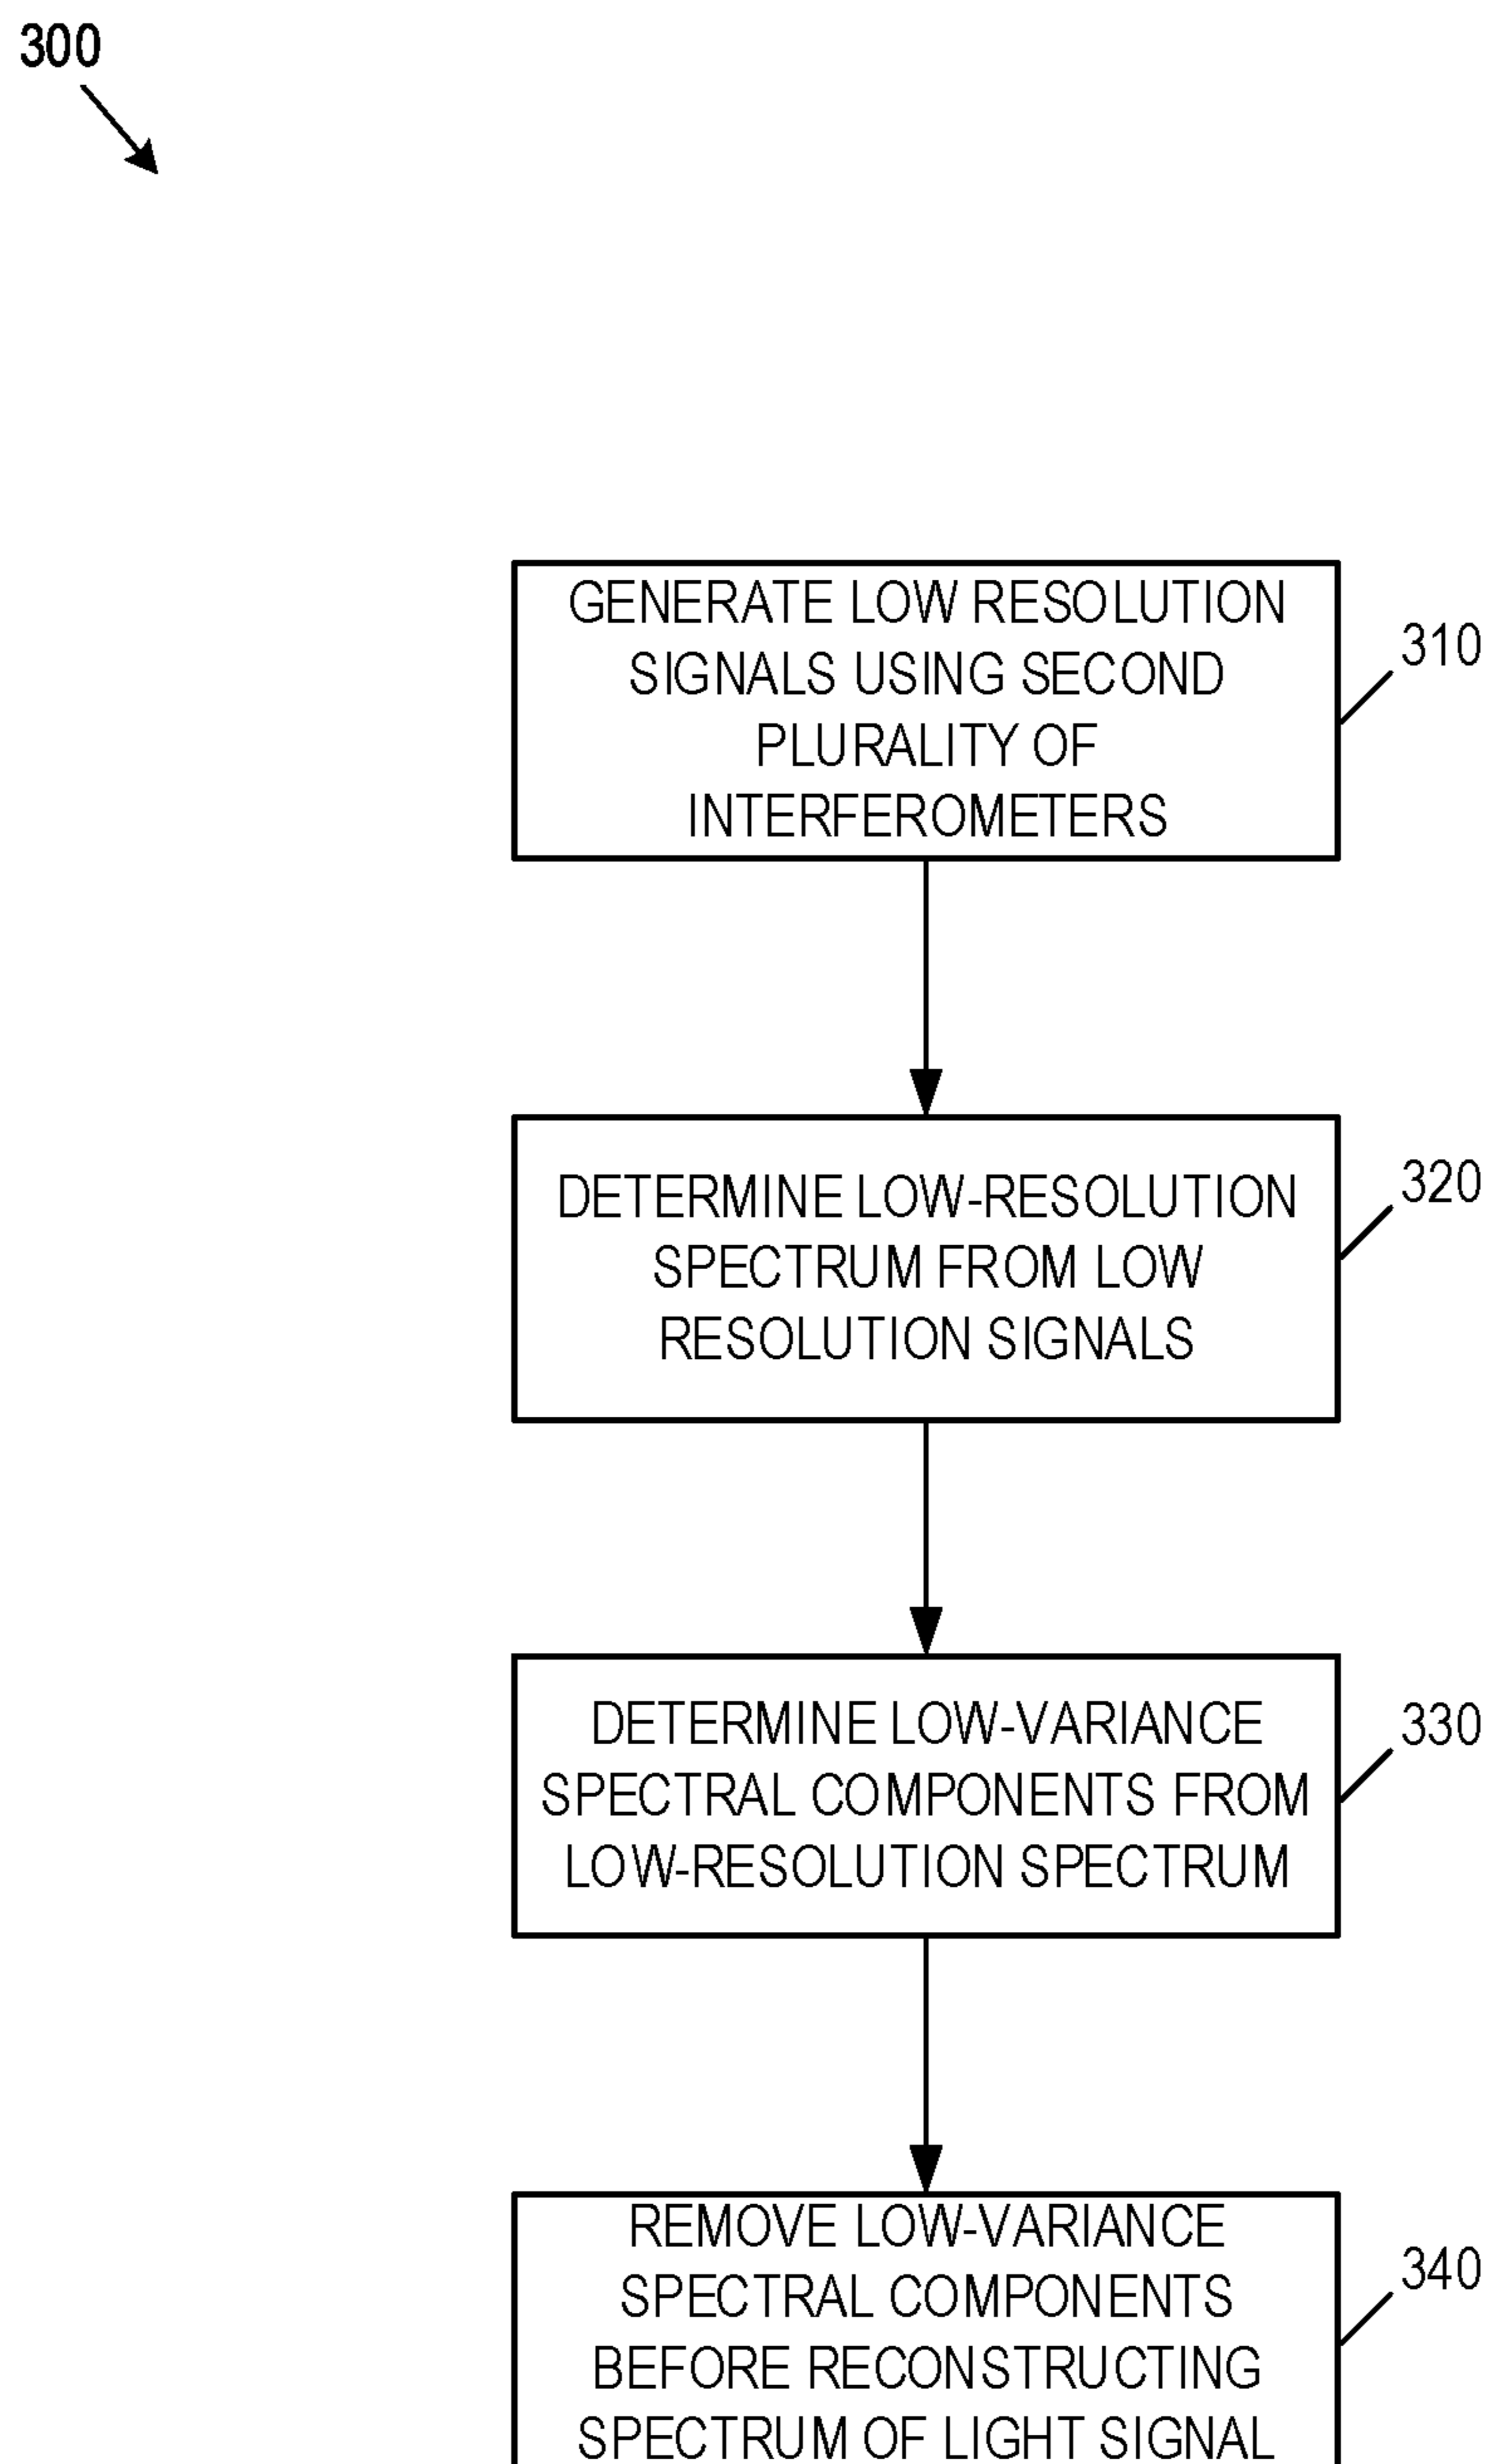 300
GENERATE LOW RESOLUTION
SIGNALS USING SECOND
PLURALITY OF
INTERFEROMETERS
310
DETERMINE LOW-RESOLUTION
SPECTRUM FROM LOW
RESOLUTION SIGNALS
320
DETERMINE LOW-VARIANCE
SPECTRAL COMPONENTS FROM
LOW-RESOLUTION SPECTRUM
330
REMOVE LOW-VARIANCE
SPECTRAL COMPONENTS
BEFORE RECONSTRUCTING
SPECTRUM OF LIGHT SIGNAL
340